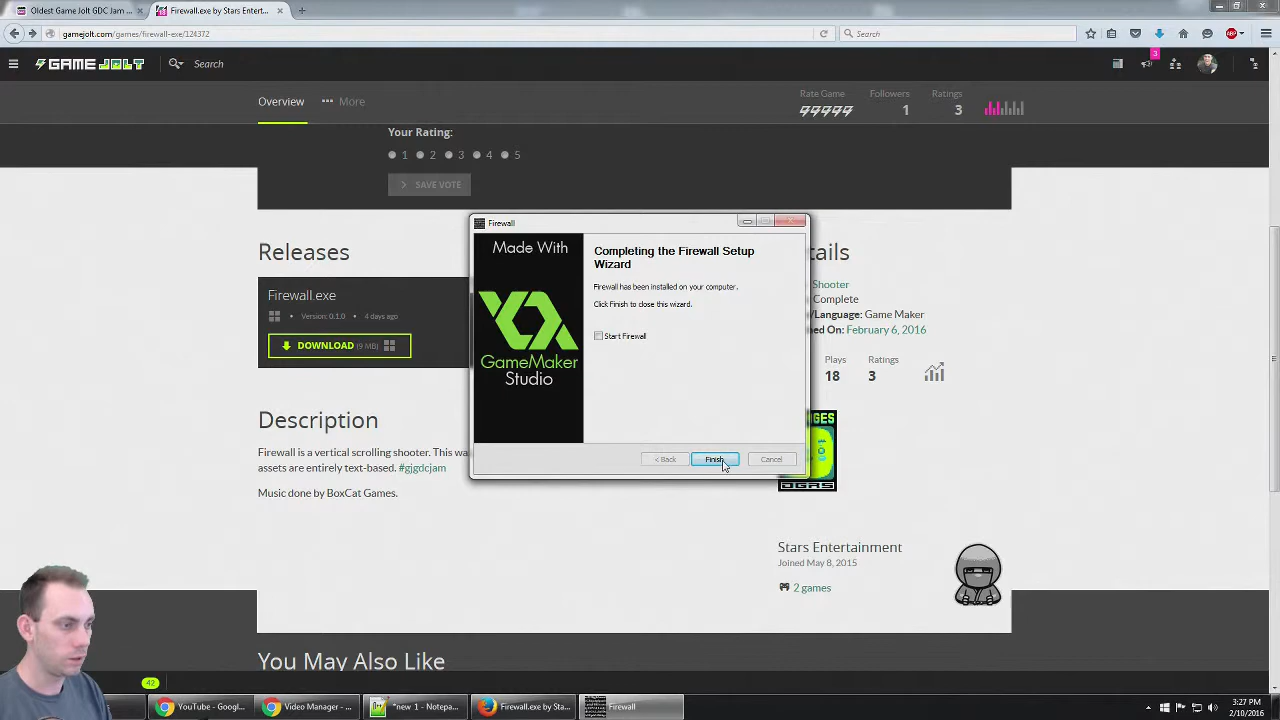 Oldest Game Jolt GDC Jam ...
Firewall.exe by Stars Entert...
gamejolt.com/games/firewall-exe/124372
Search
GAME JOLT
Search
3
Overview
More
Rate Game
Followers
1
Ratings
3
Your Rating:
1 2 3 4 5
SAVE VOTE
Releases
Firewall.exe
Version: 0.1.0 • 4 days ago
DOWNLOAD (9 MB)
Description
Firewall is a vertical scrolling shooter. This wa
assets are entirely text-based. #gjgdcjam
Music done by BoxCat Games.
Firewall
Made With
GameMaker
Studio
Completing the Firewall Setup
Wizard
Firewall has been installed on your computer.
Click Finish to close this wizard.
Start Firewall
< Back
Finish
Cancel
etails
Shooter
Complete
/Language: Game Maker
ned On: February 6, 2016
Plays
18
Ratings
3
Stars Entertainment
Joined May 8, 2015
2 games
You May Also Like
42
YouTube - Googl...
Video Manager - ...
*new 1 - Notepa...
Firewall.exe by Sta...
Firewall
3:27 PM
2/10/2016